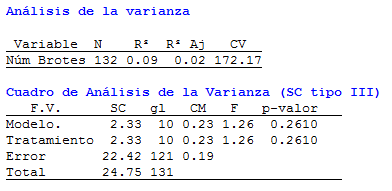 Análisis de la varianza
Variable N R² R² Aj CV
Núm Brotes 132 0.09 0.02 172.17
Cuadro de Análisis de la Varianza (SC tipo III)
F.V. SC gl CM F p-valor
Modelo. 2.33 10 0.23 1.26 0.2610
Tratamiento 2.33 10 0.23 1.26 0.2610
Error 22.42 121 0.19
Total 24.75 131